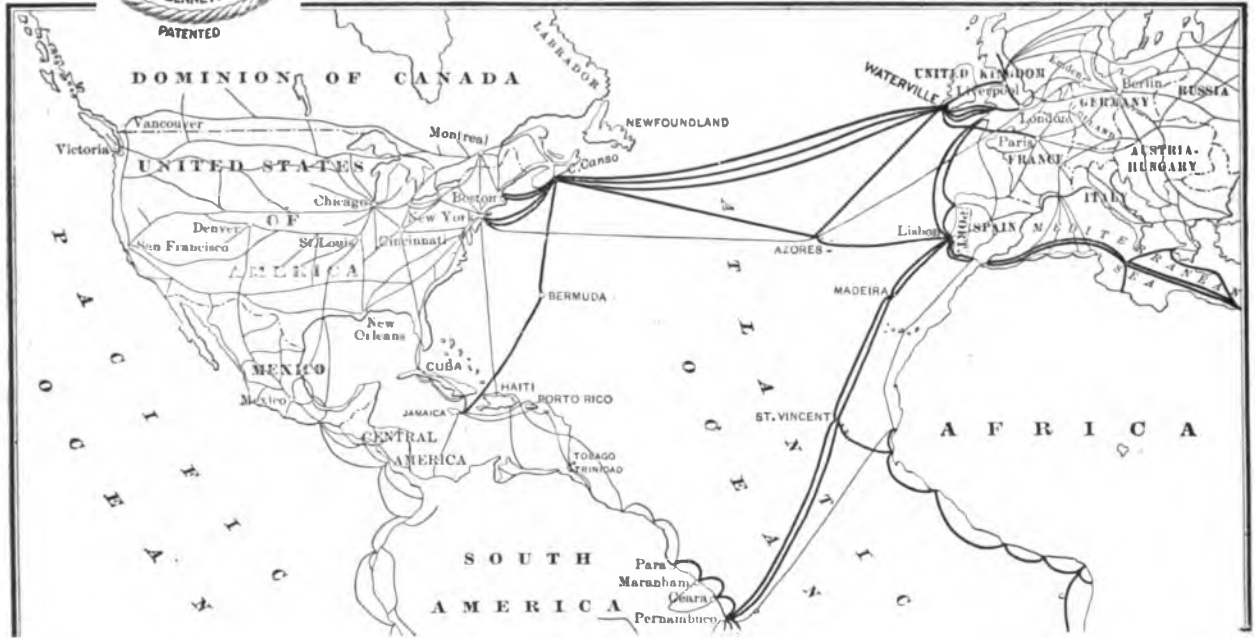 PATENTED
DOMINION OF CANADA
LABRADOR
NEWFOUNDLAND
Vancouver
Victoria
Montreal
C. Canso
UNITED STATES
OF
AMERICA
Chicago
Boston
New York
Denver
San Francisco
St. Louis
Cincinnati
New
Orleans
MEXICO
Mexico
CUBA
HAITI
JAMAICA
PORTO RICO
CENTRAL
AMERICA
TOBAGO
TRINIDAD
BERMUDA
PACIFIC
OCEAN
ATLANTIC
OCEAN
WATERVILLE
UNITED KINGDOM
Liverpool
London
Emden
Berlin
GERMANY
RUSSIA
Paris
FRANCE
AUSTRIA-
HUNGARY
ITALY
Lisbon
PORT.
SPAIN
MEDITERRANEAN
SEA
AZORES
MADEIRA
ST. VINCENT
AFRICA
SOUTH
AMERICA
Para
Maranham
Ceara
Pernambuco